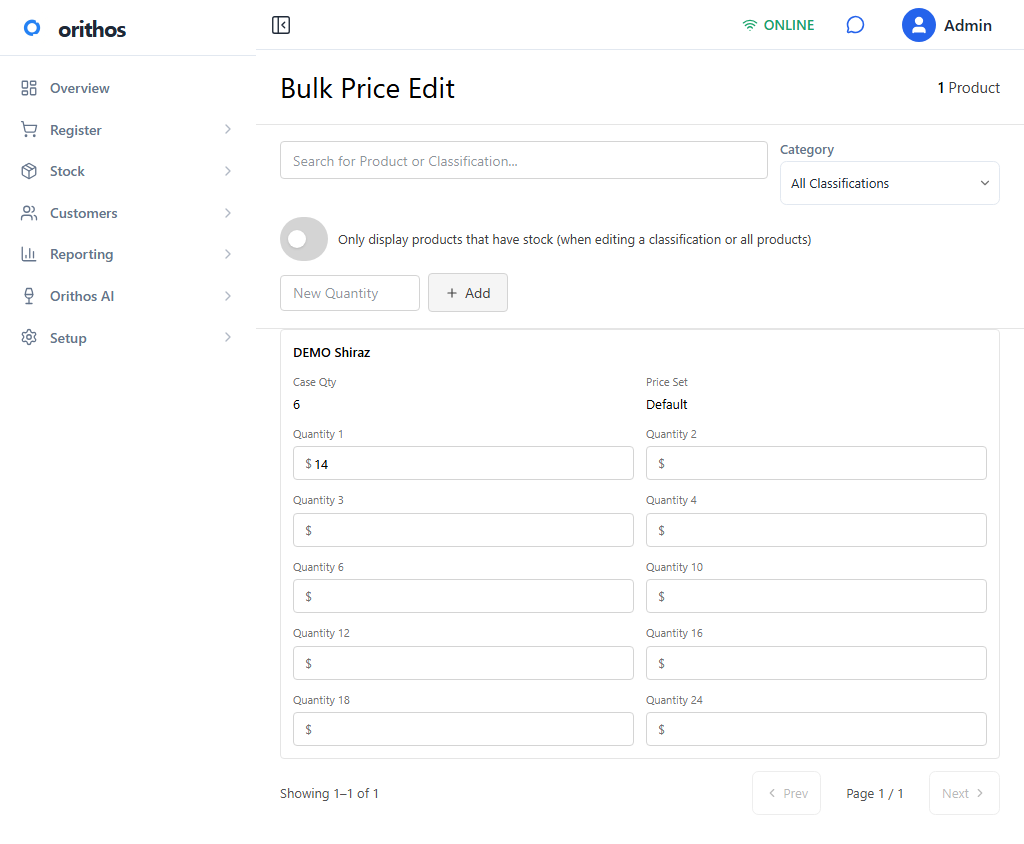 orithos
ONLINE
Admin
Overview
Register
Stock
Customers
Reporting
Orithos AI
Setup
Bulk Price Edit
1 Product
Search for Product or Classification...
Category
All Classifications
Only display products that have stock (when editing a classification or all products)
New Quantity
+ Add
DEMO Shiraz
Case Qty
Price Set
6
Default
Quantity 1
Quantity 2
$ 14
$
Quantity 3
Quantity 4
$
$
Quantity 6
Quantity 10
$
$
Quantity 12
Quantity 16
$
$
Quantity 18
Quantity 24
$
$
Showing 1–1 of 1
Prev
Page 1 / 1
Next